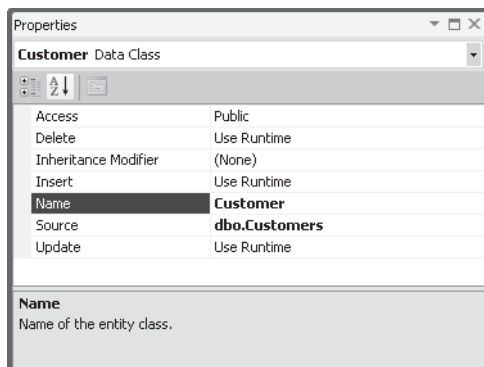 Properties
Customer Data Class
Access Public
Delete Use Runtime
Inheritance Modifier (None)
Insert Use Runtime
Name Customer
Source dbo.Customers
Update Use Runtime
Name
Name of the entity class.